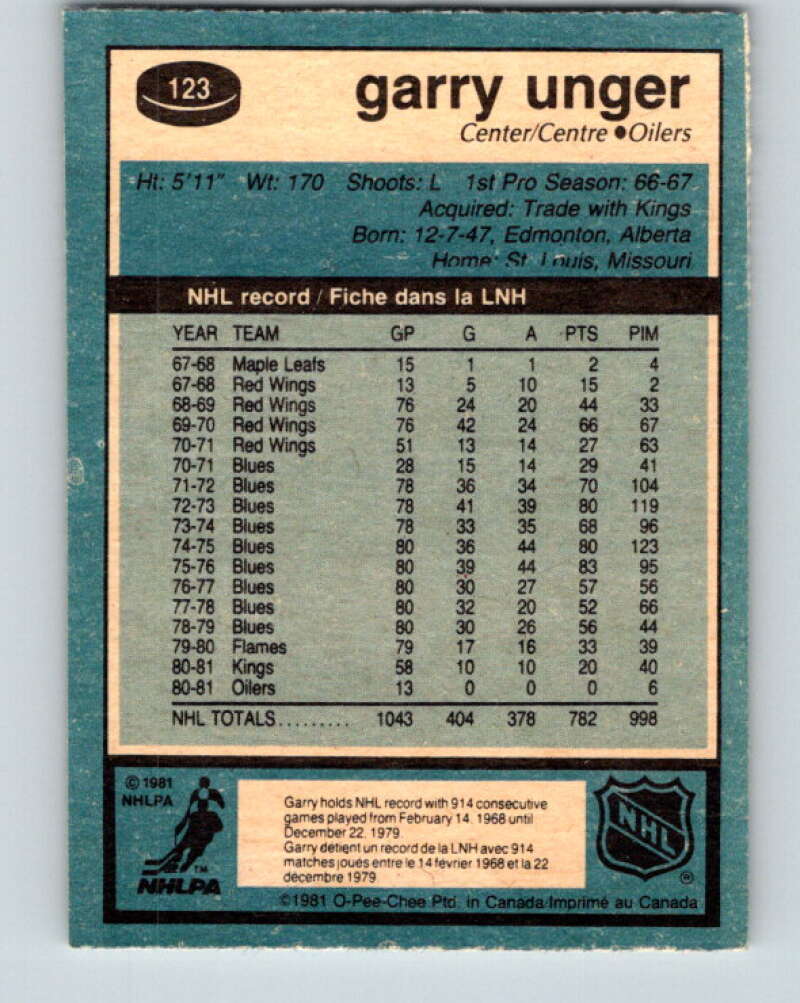 123
garry unger
Center/Centre ●Oilers
Ht: 5'11" Wt: 170 Shoots: L 1st Pro Season: 66-67
Acquired: Trade with Kings
Born: 12-7-47, Edmonton, Alberta
Home: St. Louis, Missouri
NHL record / Fiche dans la LNH
YEAR TEAM GP G A PTS PIM
67-68 Maple Leafs 15 1 1 2 4
67-68 Red Wings 13 5 10 15 2
68-69 Red Wings 76 24 20 44 33
69-70 Red Wings 76 42 24 66 67
70-71 Red Wings 51 13 14 27 63
70-71 Blues 28 15 14 29 41
71-72 Blues 78 36 34 70 104
72-73 Blues 78 41 39 80 119
73-74 Blues 78 33 35 68 96
74-75 Blues 80 36 44 80 123
75-76 Blues 80 39 44 83 95
76-77 Blues 80 30 27 57 56
77-78 Blues 80 32 20 52 66
78-79 Blues 80 30 26 56 44
79-80 Flames 79 17 16 33 39
80-81 Kings 58 10 10 20 40
80-81 Oilers 13 0 0 0 6
NHL TOTALS......... 1043 404 378 782 998
© 1981
NHLPA
TM
NHLPA
Garry holds NHL record with 914 consecutive
games played from February 14, 1968 until
December 22, 1979.
Garry detient un record de la LNH avec 914
matches joués entre le 14 février 1968 et la 22
décembre 1979
NHL
®
©1981 O-Pee-Chee Ptd. in Canada/Imprimé au Canada